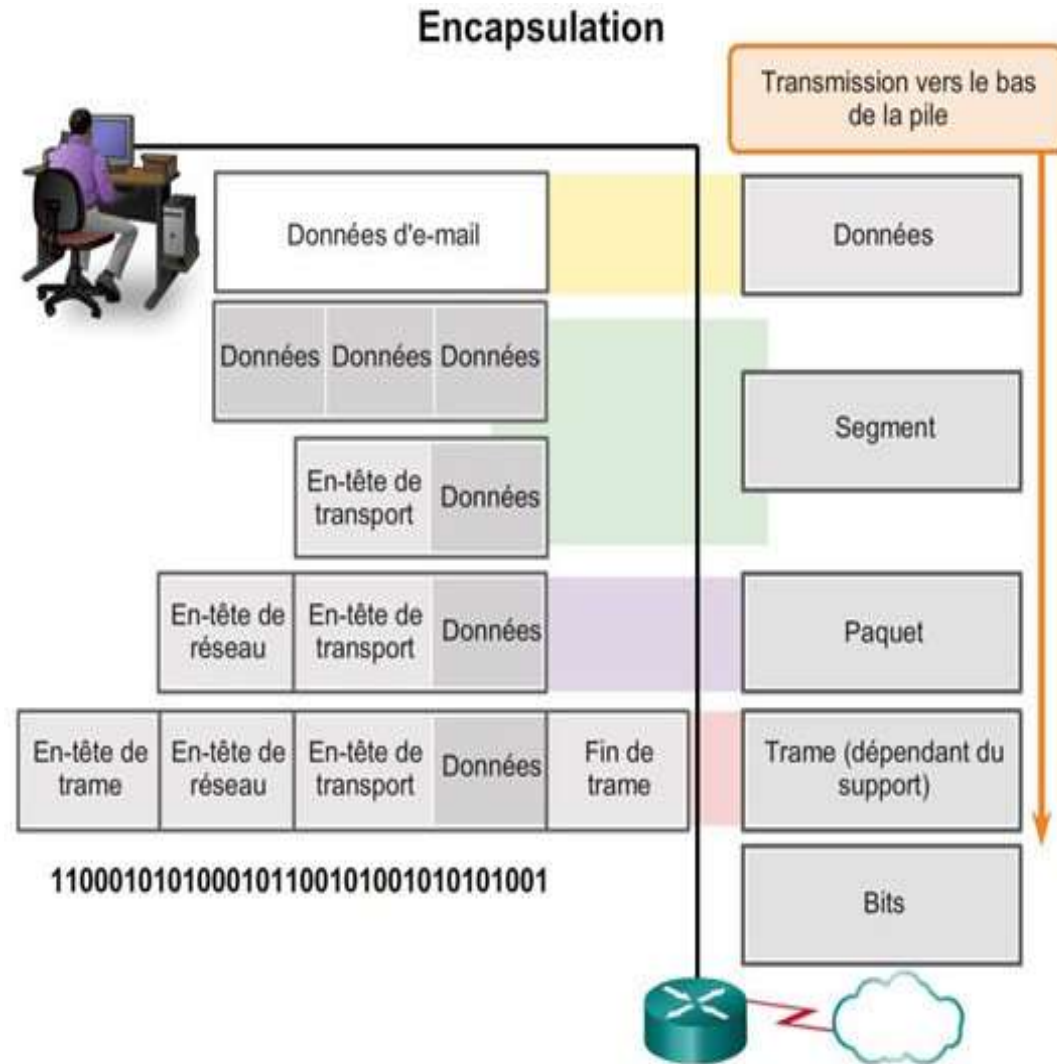 Encapsulation
Transmission vers le bas
de la pile
Données d'e-mail
Données
Données Données Données
Segment
En-tête de
transport
Données
En-tête de
réseau
En-tête de
transport
Données
Paquet
En-tête de
trame
En-tête de
réseau
En-tête de
transport
Données
Fin de
trame
Trame (dépendant du
support)
1100010101000101100101001010101001
Bits